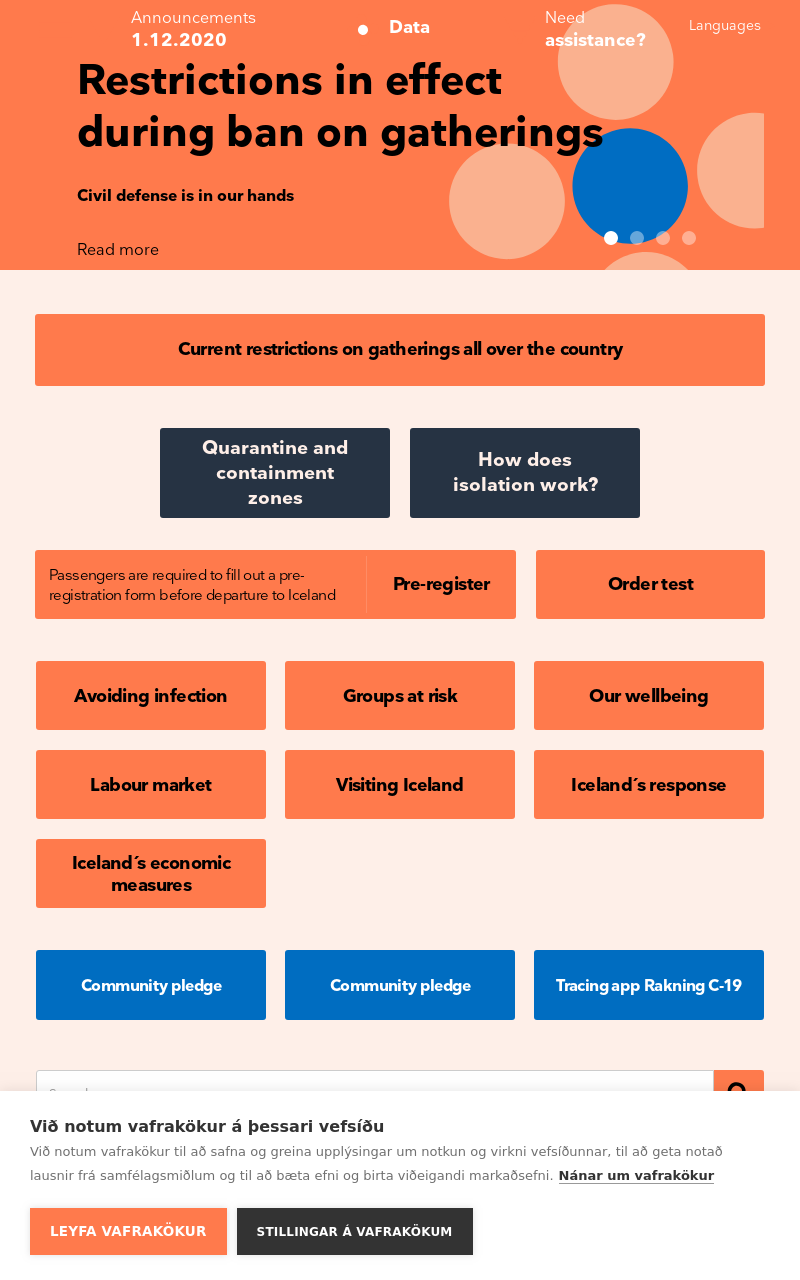 Announcements
1.12.2020
Data
Need
assistance?
Languages
Restrictions in effect
during ban on gatherings
Civil defense is in our hands
Read more
Current restrictions on gatherings all over the country
Quarantine and
containment
zones
How does
isolation work?
Passengers are required to fill out a pre-
registration form before departure to Iceland
Pre-register
Order test
Avoiding infection
Groups at risk
Our wellbeing
Labour market
Visiting Iceland
Iceland´s response
Iceland´s economic
measures
Community pledge
Community pledge
Tracing app Rakning C-19
Við notum vafrakökur á þessari vefsíðu
Við notum vafrakökur til að safna og greina upplýsingar um notkun og virkni vefsíðunnar, til að geta notað
lausnir frá samfélagsmiðlum og til að bæta efni og birta viðeigandi markaðsefni. Nánar um vafrakökur
LEYFA VAFRAKÖKUR
STILLINGAR Á VAFRAKÖKUM